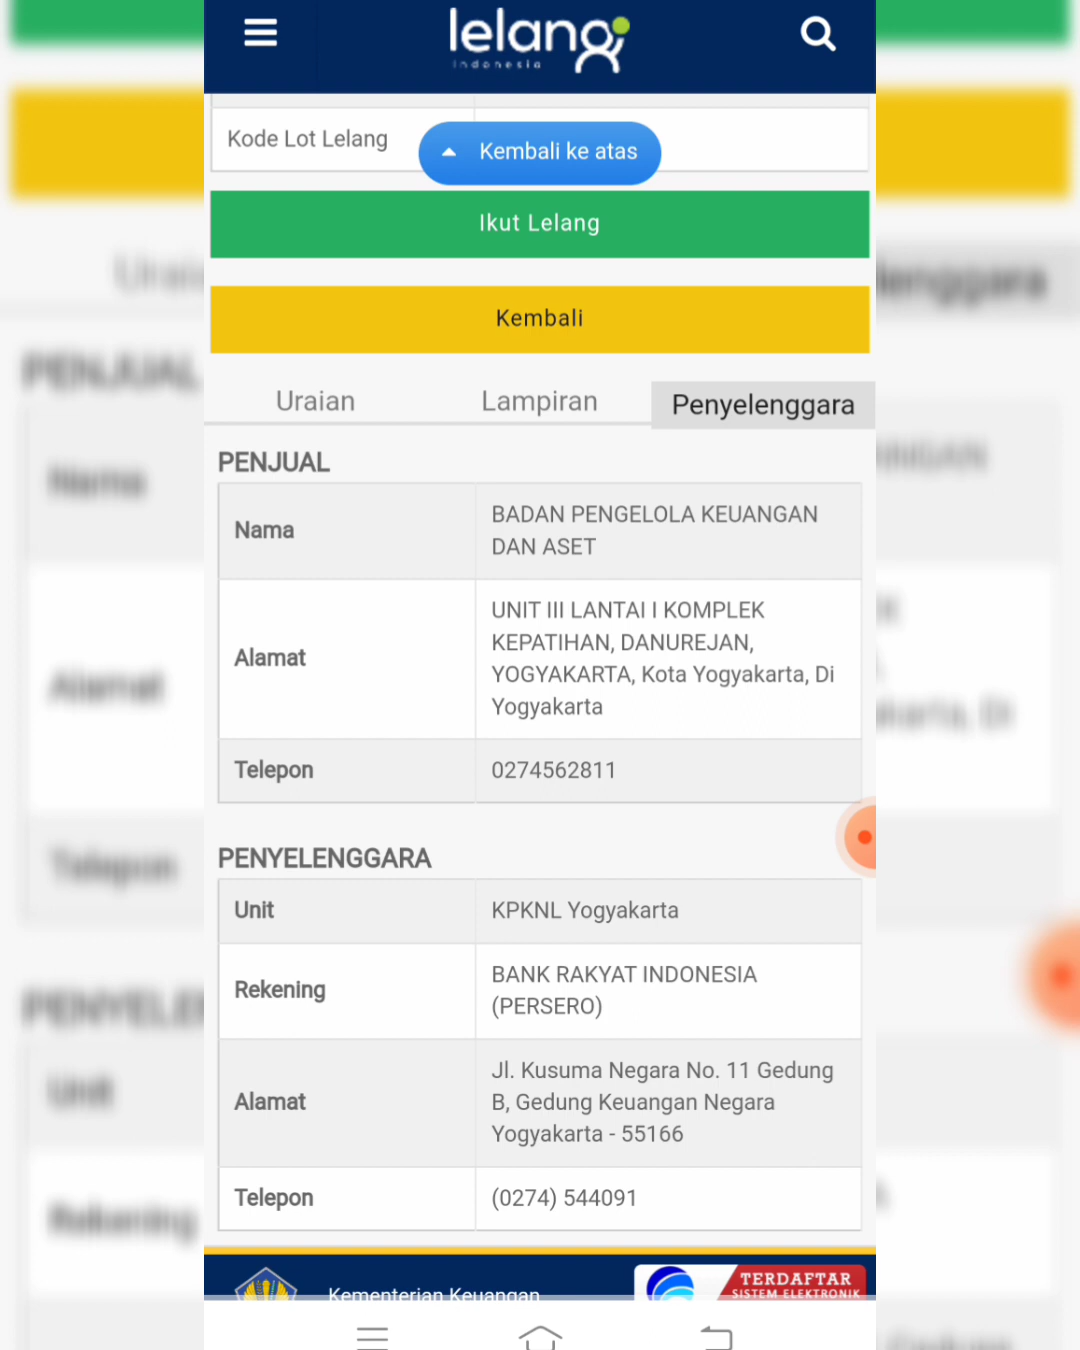 lelang
indonesia
Kode Lot Lelang
Kembali ke atas
Ikut Lelang
Kembali
Uraian Lampiran Penyelenggara
PENJUAL
Nama
BADAN PENGELOLA KEUANGAN
DAN ASET
Alamat
UNIT III LANTAI I KOMPLEK
KEPATIHAN, DANUREJAN,
YOGYAKARTA, Kota Yogyakarta, Di
Yogyakarta
Telepon 0274562811
PENYELENGGARA
Unit KPKNL Yogyakarta
Rekening
BANK RAKYAT INDONESIA
(PERSERO)
Alamat
Jl. Kusuma Negara No. 11 Gedung
B, Gedung Keuangan Negara
Yogyakarta - 55166
Telepon (0274) 544091
Kementerian Keuangan
TERDAFTAR
SISTEM ELEKTRONIK